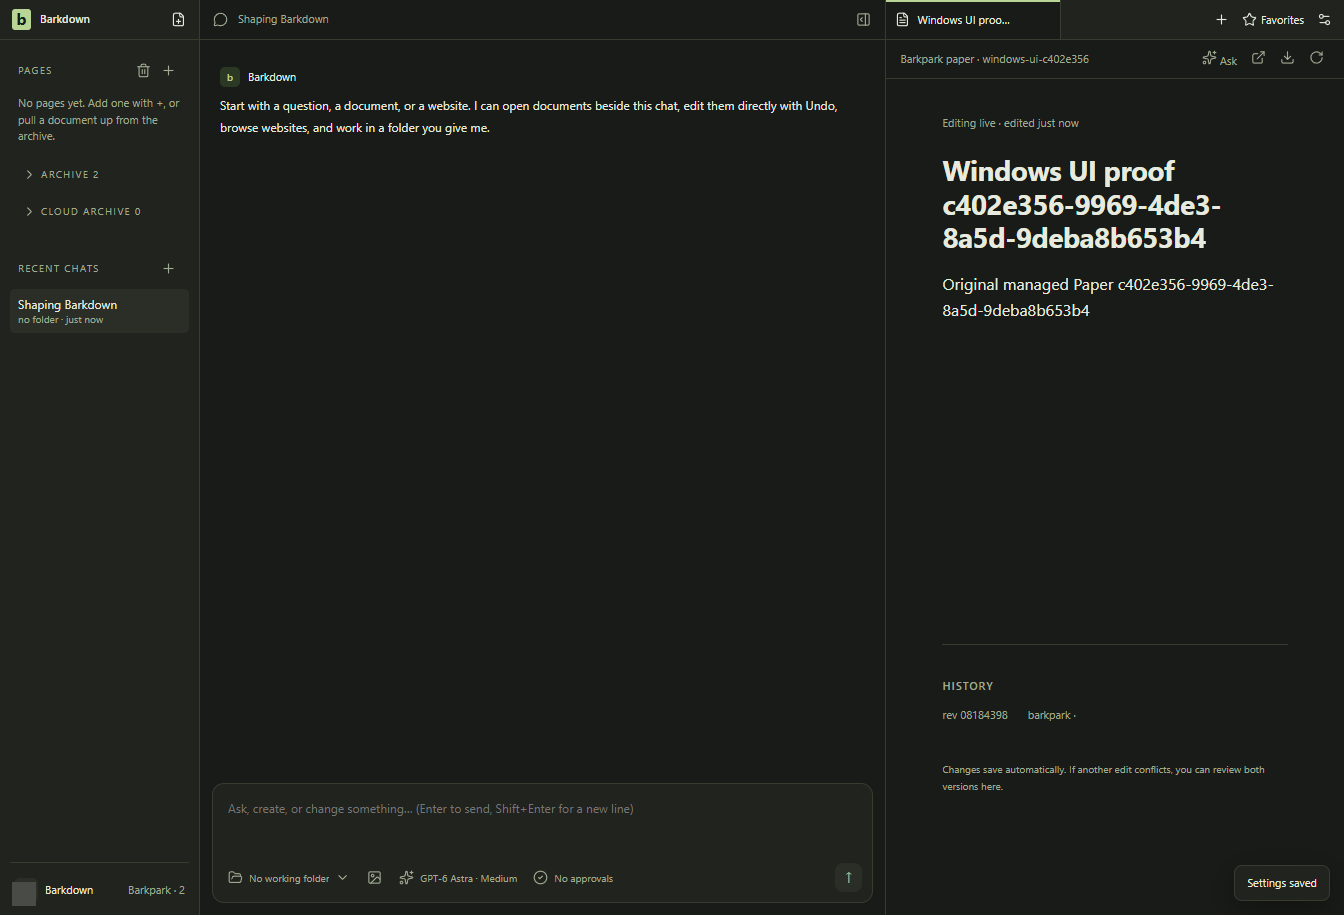 b Barkdown
PAGES
No pages yet. Add one with +, or
pull a document up from the
archive.
ARCHIVE 2
CLOUD ARCHIVE 0
RECENT CHATS
Shaping Barkdown
no folder · just now
Barkdown
Barkpark · 2
Shaping Barkdown
b Barkdown
Start with a question, a document, or a website. I can open documents beside this chat, edit them directly with Undo,
browse websites, and work in a folder you give me.
Ask, create, or change something... (Enter to send, Shift+Enter for a new line)
No working folder
GPT-6 Astra · Medium
No approvals
Windows UI proo...
Favorites
Barkpark paper · windows-ui-c402e356
Ask
Editing live · edited just now
Windows UI proof
c402e356-9969-4de3-
8a5d-9deba8b653b4
Original managed Paper c402e356-9969-4de3-
8a5d-9deba8b653b4
HISTORY
rev 08184398 barkpark ·
Changes save automatically. If another edit conflicts, you can review both
versions here.
Settings saved